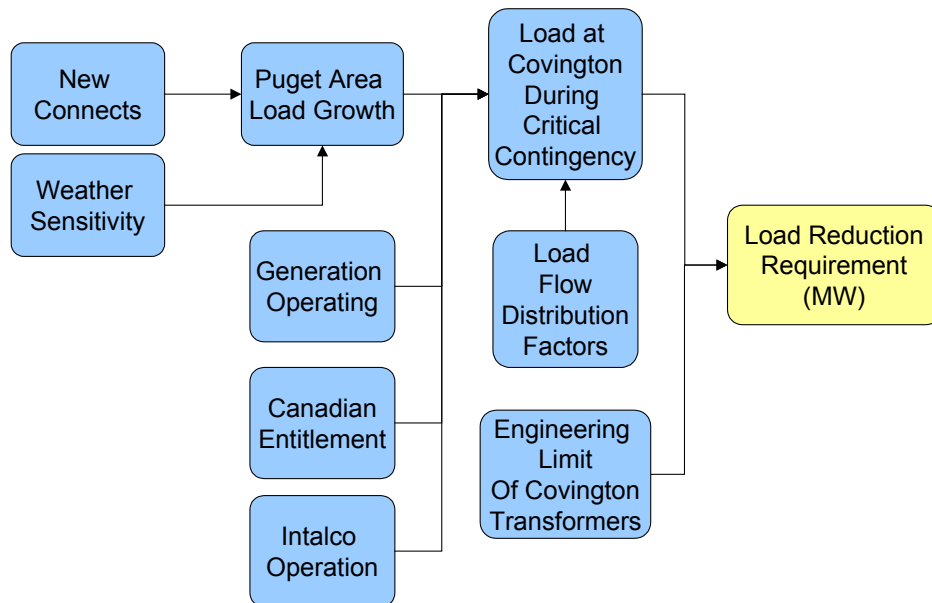 New
Connects
Puget Area
Load Growth
Load at
Covington
During
Critical
Contingency
Weather
Sensitivity
Generation
Operating
Load
Flow
Distribution
Factors
Load Reduction
Requirement
(MW)
Canadian
Entitlement
Engineering
Limit
Of Covington
Transformers
Intalco
Operation